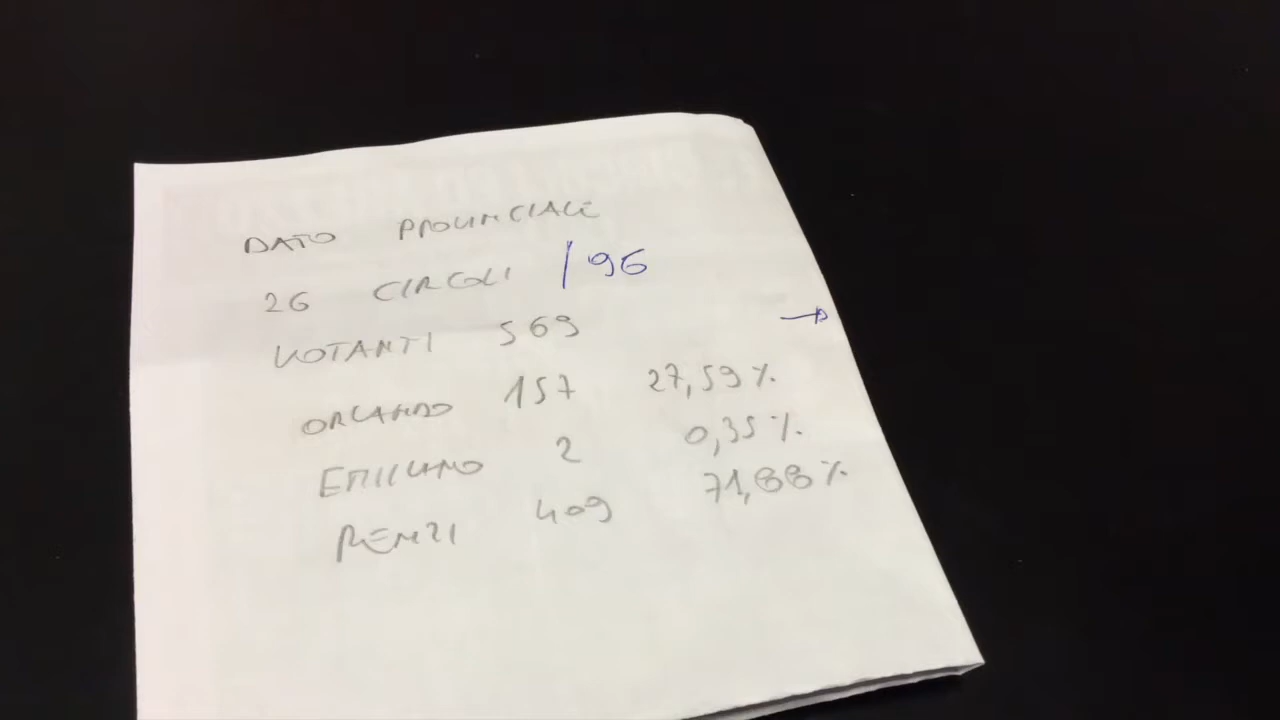 DATO PROVINCIALE
26 CIRCOLI /96
VOTANTI 569
→
ORLANDO 157 27,59%
EMILIANO 2 0,35%
RENZI 409 71,88%